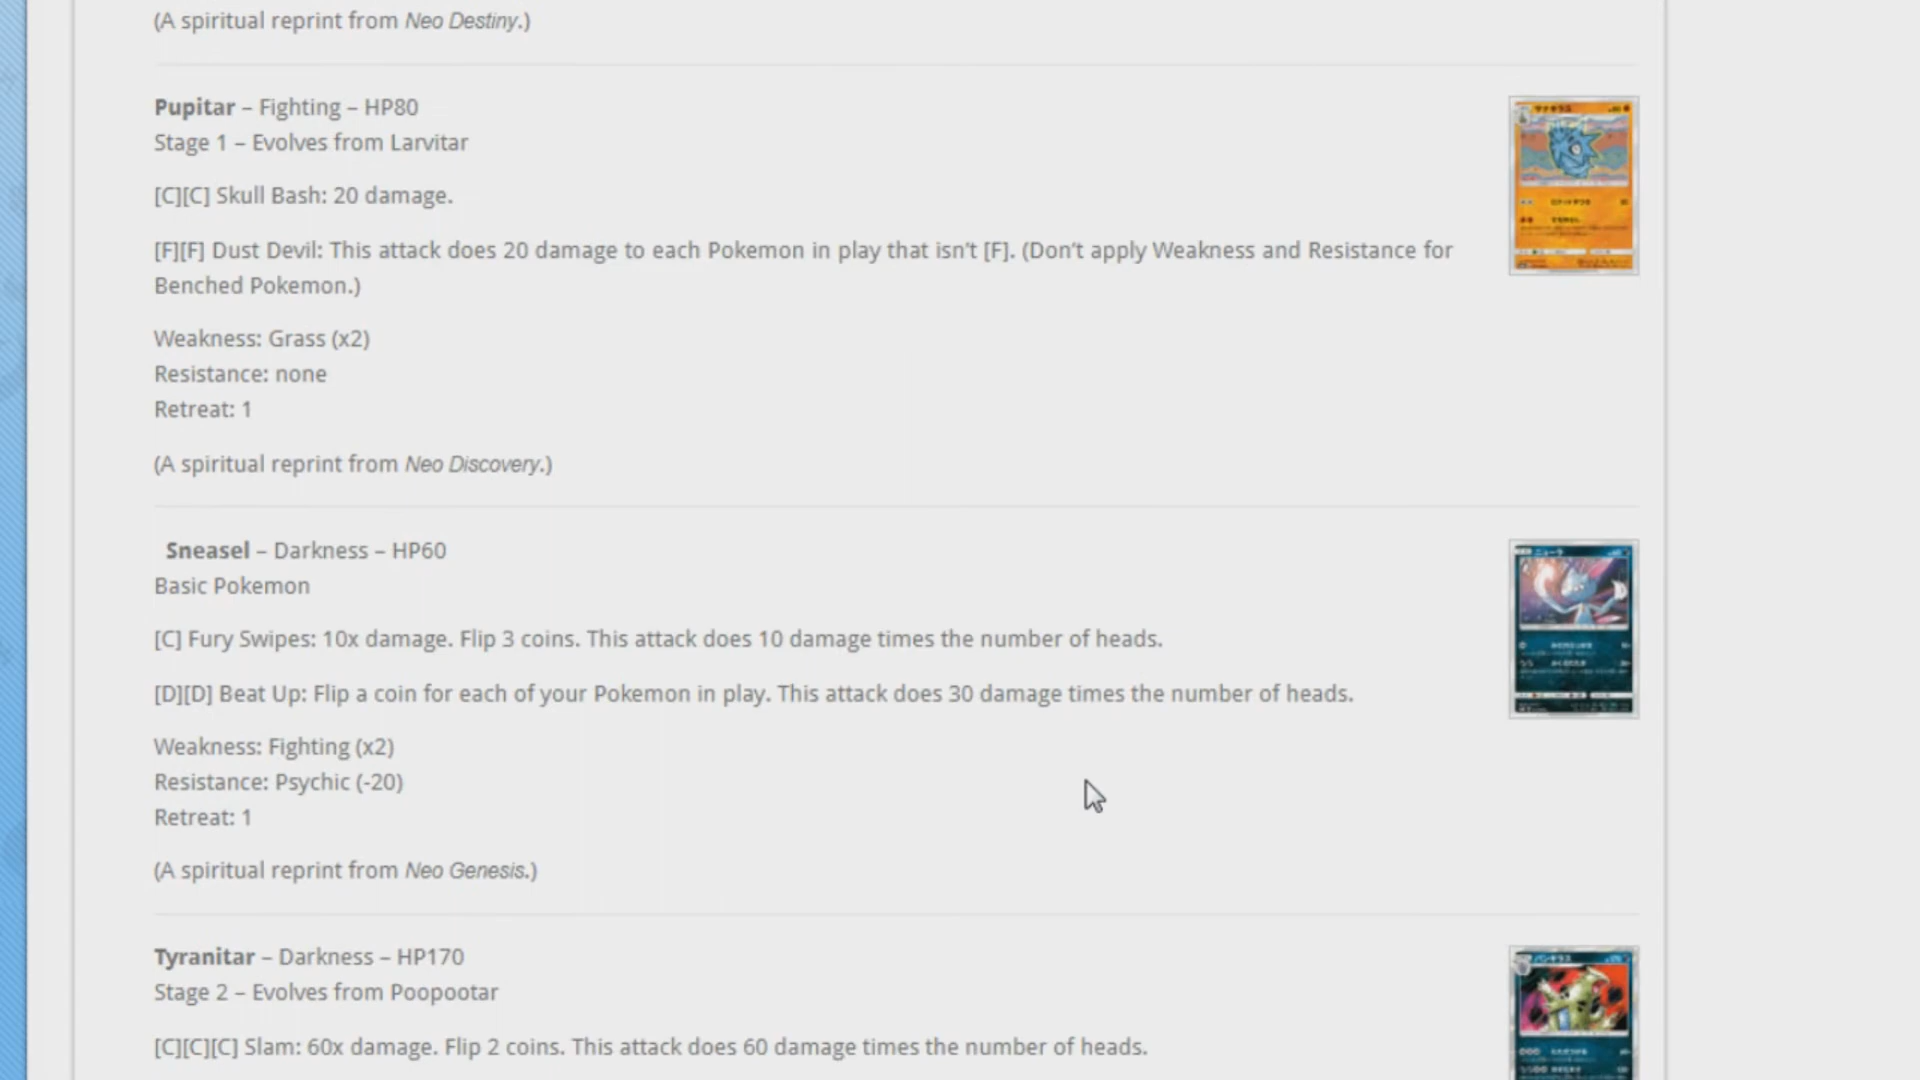 (A spiritual reprint from Neo Destiny.)
Pupitar – Fighting – HP80
Stage 1 – Evolves from Larvitar
[C][C] Skull Bash: 20 damage.
[F][F] Dust Devil: This attack does 20 damage to each Pokemon in play that isn't [F]. (Don't apply Weakness and Resistance for
Benched Pokemon.)
Weakness: Grass (x2)
Resistance: none
Retreat: 1
(A spiritual reprint from Neo Discovery.)
Sneasel – Darkness – HP60
Basic Pokemon
[C] Fury Swipes: 10x damage. Flip 3 coins. This attack does 10 damage times the number of heads.
[D][D] Beat Up: Flip a coin for each of your Pokemon in play. This attack does 30 damage times the number of heads.
Weakness: Fighting (x2)
Resistance: Psychic (-20)
Retreat: 1
(A spiritual reprint from Neo Genesis.)
Tyranitar – Darkness – HP170
Stage 2 – Evolves from Poopootar
[C][C][C] Slam: 60x damage. Flip 2 coins. This attack does 60 damage times the number of heads.